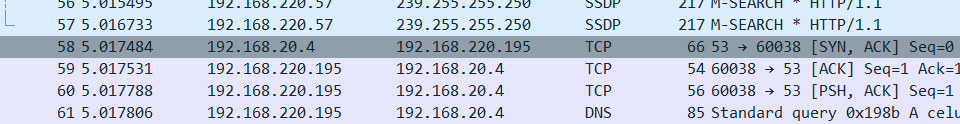 56 5.015495 192.168.220.57 239.255.255.250 SSDP 217 M-SEARCH * HTTP/1.1
57 5.016733 192.168.220.57 239.255.255.250 SSDP 217 M-SEARCH * HTTP/1.1
58 5.017484 192.168.20.4 192.168.220.195 TCP 66 53 → 60038 [SYN, ACK] Seq=0
59 5.017531 192.168.220.195 192.168.20.4 TCP 54 60038 → 53 [ACK] Seq=1 Ack=1
60 5.017788 192.168.220.195 192.168.20.4 TCP 56 60038 → 53 [PSH, ACK] Seq=1
61 5.017806 192.168.220.195 192.168.20.4 DNS 85 Standard query 0x198b A celu